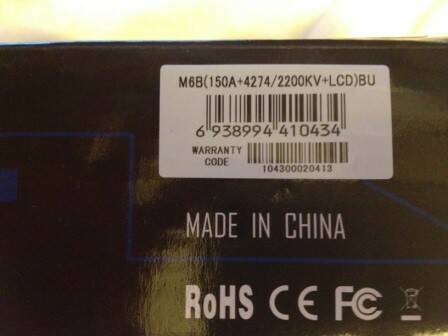 M6B(150A+4274/2200KV+LCD)BU
6 938994 410434
WARRANTY CODE
104300020413
MADE IN CHINA
RoHS CE FC